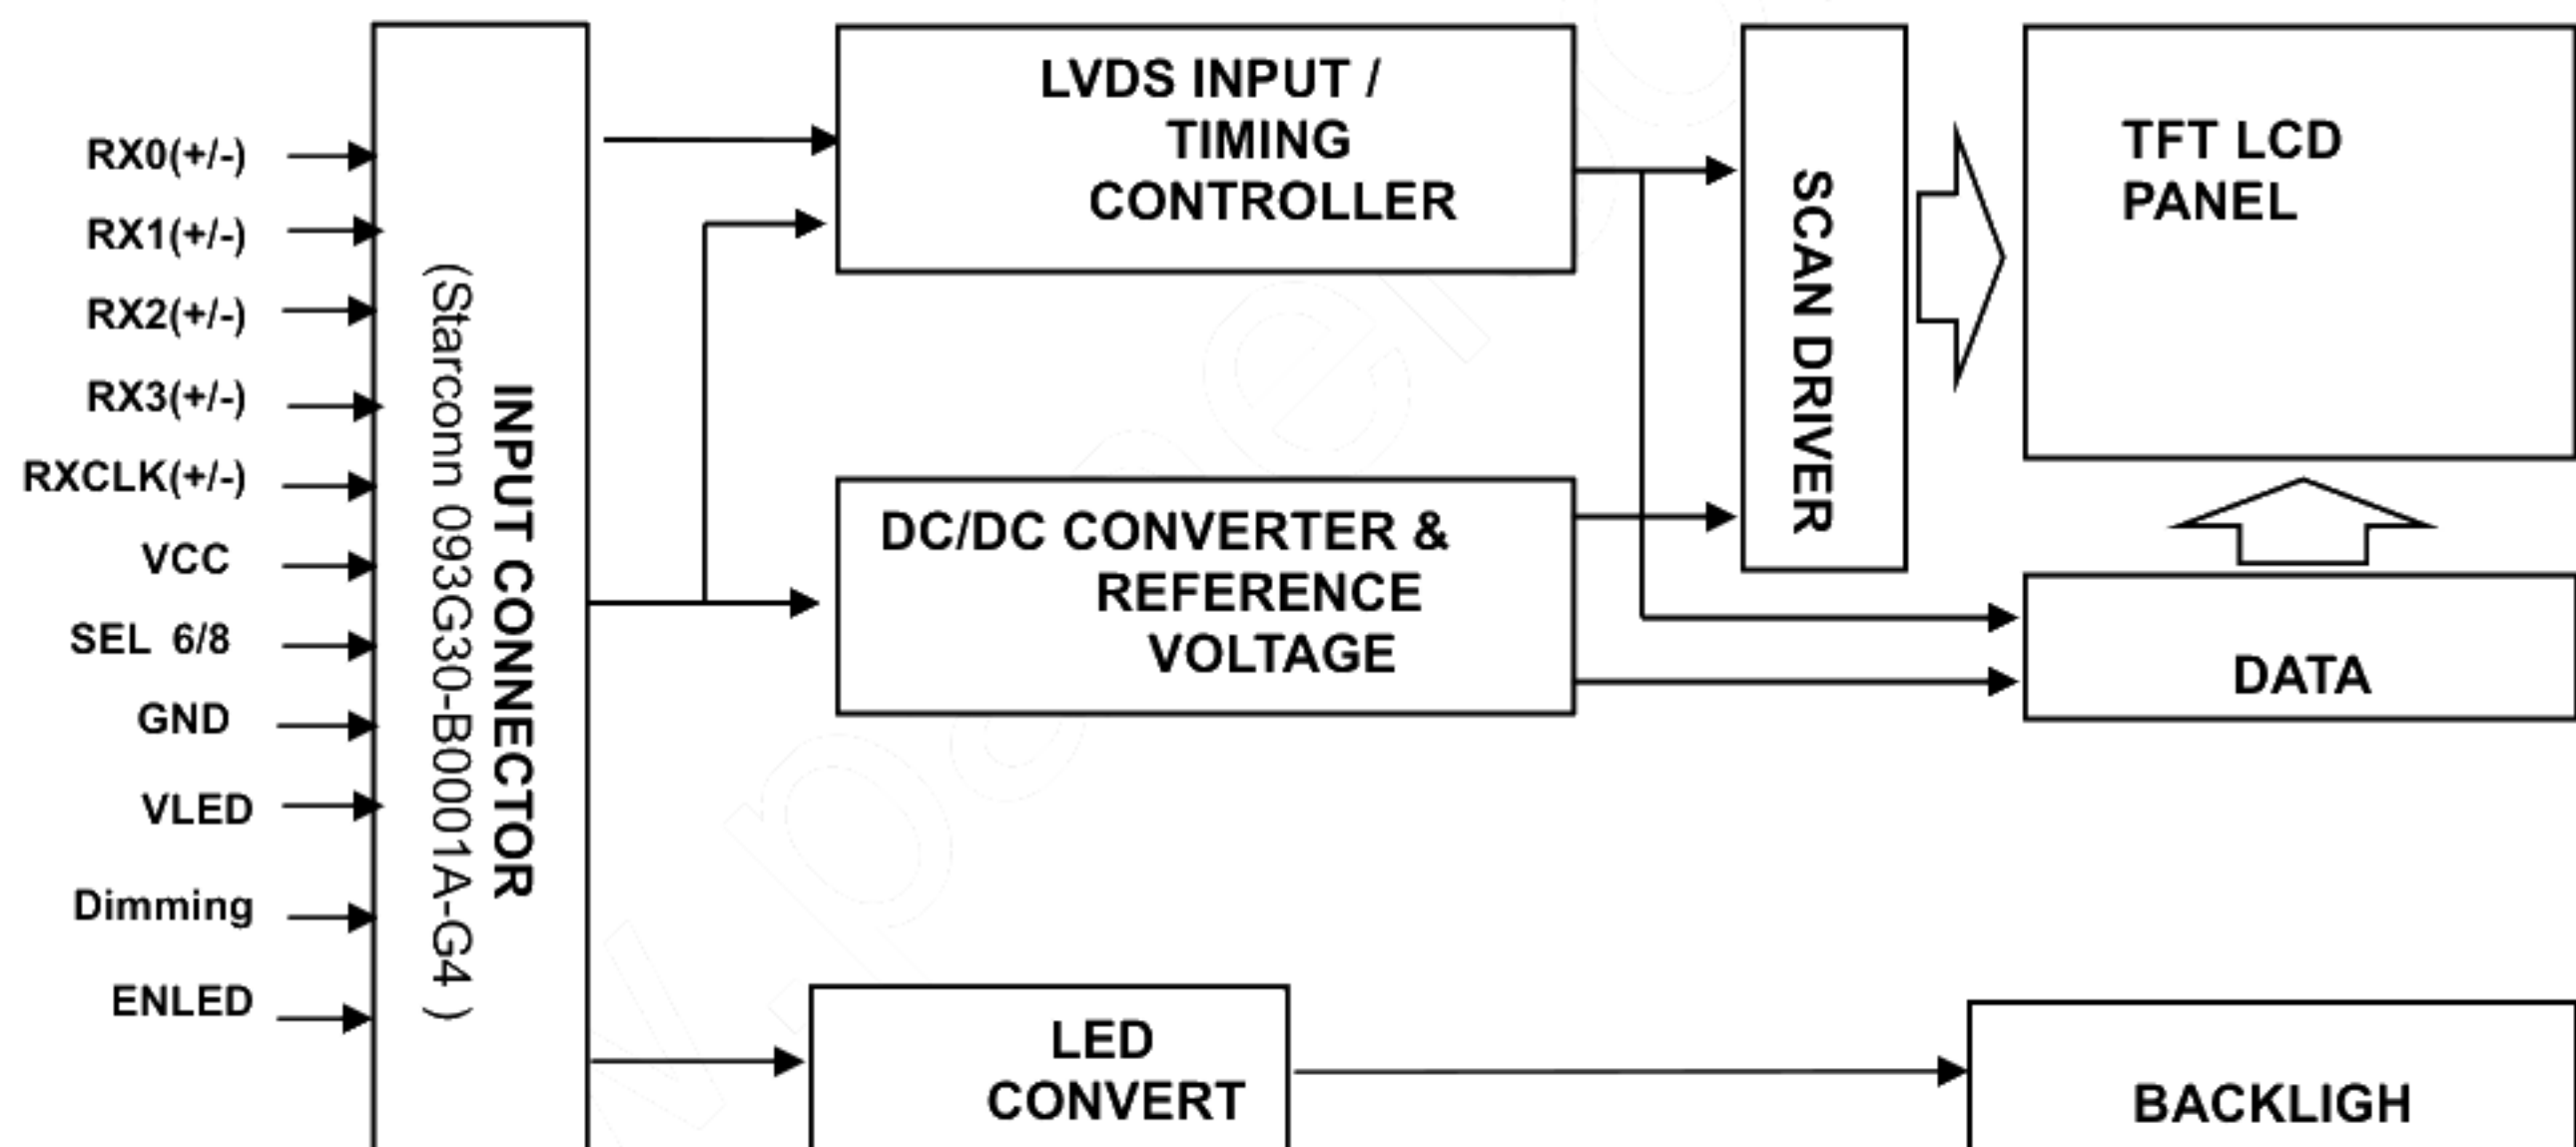 RX0(+/-)
RX1(+/-)
RX2(+/-)
RX3(+/-)
RXCLK(+/-)
VCC
SEL 6/8
GND
VLED
Dimming
ENLED
INPUT CONNECTOR
(Starconn 093G30-B0001A-G4 )
LVDS INPUT /
TIMING
CONTROLLER
DC/DC CONVERTER &
REFERENCE
VOLTAGE
LED
CONVERT
SCAN DRIVER
TFT LCD
PANEL
DATA
BACKLIGH